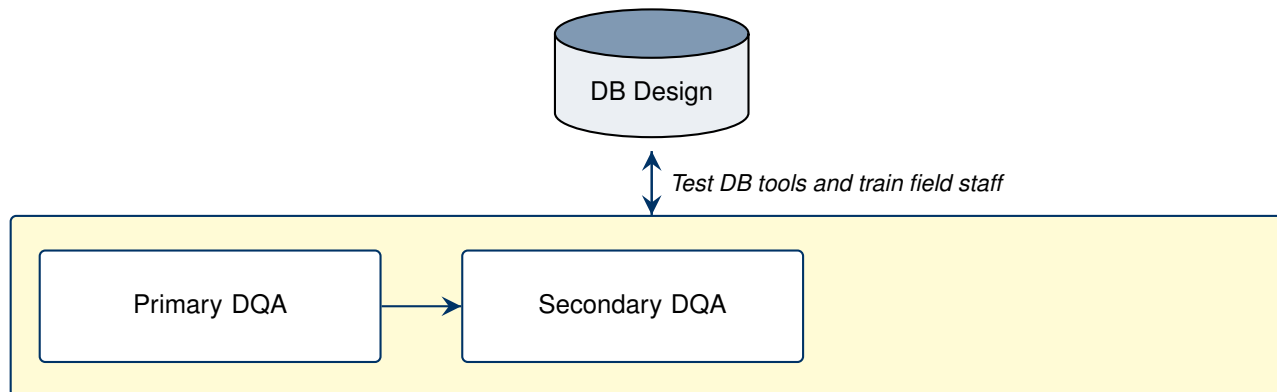 DB Design
Test DB tools and train field staff
Primary DQA
Secondary DQA